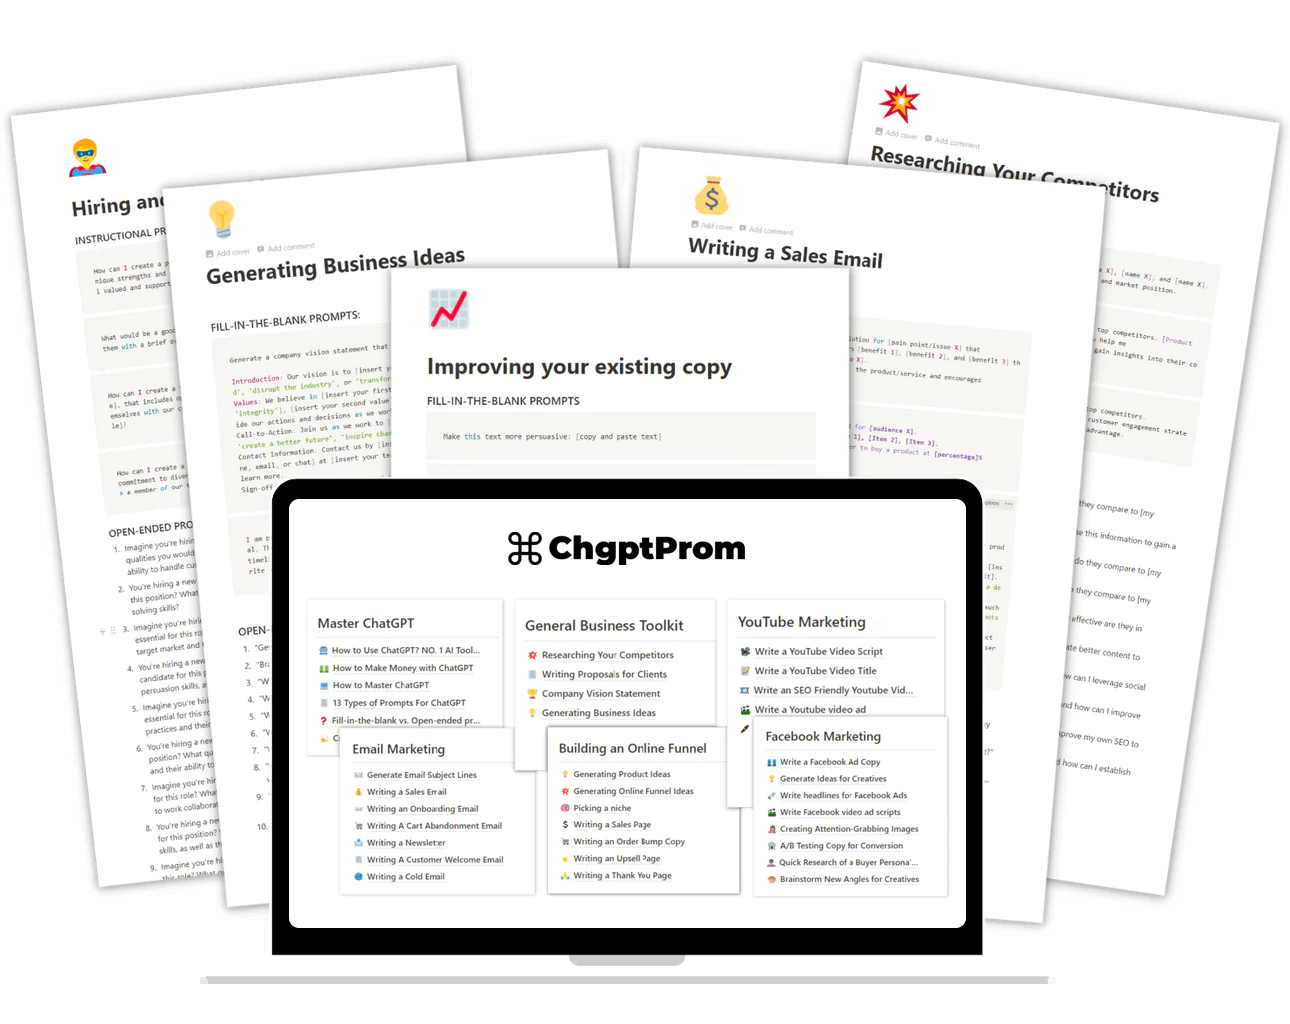 Hiring and
INSTRUCTIONAL PR
How can I create a p
nique strengths and
l valued and support
What would be a good
them with a brief ov
How can I create a
e], that includes o
emselves with our c
le]?
How can I create a
commitment to diver
s a member of our t
OPEN-ENDED PRO
1. Imagine you're hirin
qualities you would
ability to handle cus
2. You're hiring a new
this position? What
solving skills?
3. Imagine you're hirin
essential for this ro
target market and h
4. You're hiring a new
candidate for this p
persuasion skills, a
5. Imagine you're hirin
essential for this ro
practices and their
6. You're hiring a new
position? What qu
and their ability to
7. Imagine you're hi
for this role? What
to work collaborat
8. You're hiring a new
for this position?
skills, as well as th
9. Imagine you're hi
this role? What qu
Add cover Add comment
Generating Business Ideas
FILL-IN-THE-BLANK PROMPTS:
Generate a company vision statement that
Introduction: Our vision is to [insert y
d', 'disrupt the industry', or 'transfor
Values: We believe in [insert your first
'integrity'], [insert your second value
ide our actions and decisions as we wor
Call-to-Action: Join us as we work to [
'create a better future', 'inspire chan
Contact Information: Contact us by [ins
ne, email, or chat] at [insert your te
learn more.
Sign-off
I am p
al. Th
timeli
rite
OPEN-
1. "Ge
2. "Bra
3. "W
4. "W
5. "W
6. "W
7. "
8. "
9. '
10.
Improving your existing copy
FILL-IN-THE-BLANK PROMPTS
Make this text more persuasive: [copy and paste text]
Add cover Add comment
Writing a Sales Email
lution for [pain point/issue X] that
rs [benefit 1], [benefit 2], and [benefit 3] th
e X].
the product/service and encourages
for [audience X].
1], [Item 2], [Item 3].
er to buy a product at [percentage]%
Add cover Add comment
Researching Your Competitors
e X], [name X], and [name X].
and market position.
top competitors. [Product
u help me
gain insights into their co
top competitors.
customer engagement strate
advantage.
they compare to [my
se this information to gain a
do they compare to [my
o they compare to [my
effective are they in
ate better content to
w can I leverage social
nd how can I improve
prove my own SEO to
d how can I establish
ChgptProm
Master ChatGPT
How to Use ChatGPT? NO. 1 AI Tool...
How to Make Money with ChatGPT
How to Master ChatGPT
13 Types of Prompts For ChatGPT
Fill-in-the-blank vs. Open-ended pr...
General Business Toolkit
Researching Your Competitors
Writing Proposals for Clients
Company Vision Statement
Generating Business Ideas
YouTube Marketing
Write a YouTube Video Script
Write a YouTube Video Title
Write an SEO Friendly Youtube Vid...
Write a Youtube video ad
Email Marketing
Generate Email Subject Lines
Writing a Sales Email
Writing an Onboarding Email
Writing A Cart Abandonment Email
Writing a Newsletter
Writing A Customer Welcome Email
Writing a Cold Email
Building an Online Funnel
Generating Product Ideas
Generating Online Funnel Ideas
Picking a niche
Writing a Sales Page
Writing an Order Bump Copy
Writing an Upsell Page
Writing a Thank You Page
Facebook Marketing
Write a Facebook Ad Copy
Generate Ideas for Creatives
Write headlines for Facebook Ads
Write Facebook video ad scripts
Creating Attention-Grabbing Images
A/B Testing Copy for Conversion
Quick Research of a Buyer Persona'...
Brainstorm New Angles for Creatives